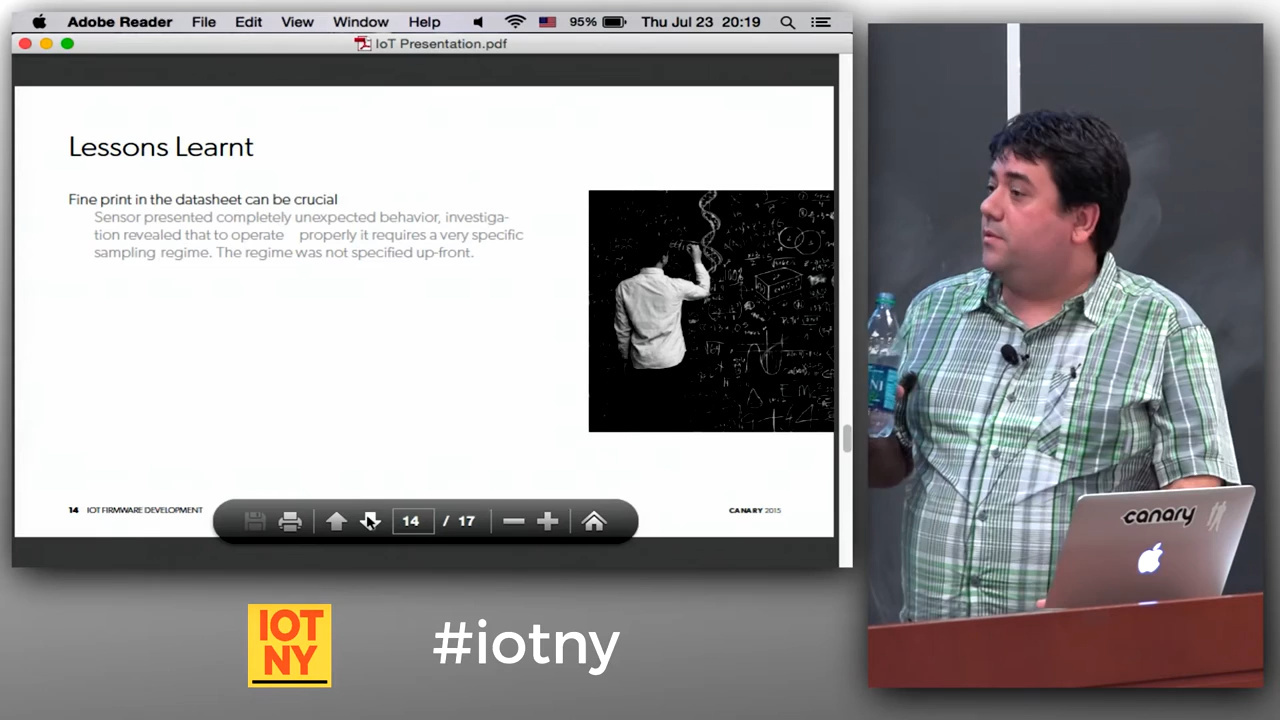 Adobe Reader File Edit View Window Help 95% Thu Jul 23 20:19
IoT Presentation.pdf
Lessons Learnt
Fine print in the datasheet can be crucial
Sensor presented completely unexpected behavior, investiga-
tion revealed that to operate properly it requires a very specific
sampling regime. The regime was not specified up-front.
14 IOT FIRMWARE DEVELOPMENT
CANARY 2015
14 / 17
canary
IOT
NY
#iotny